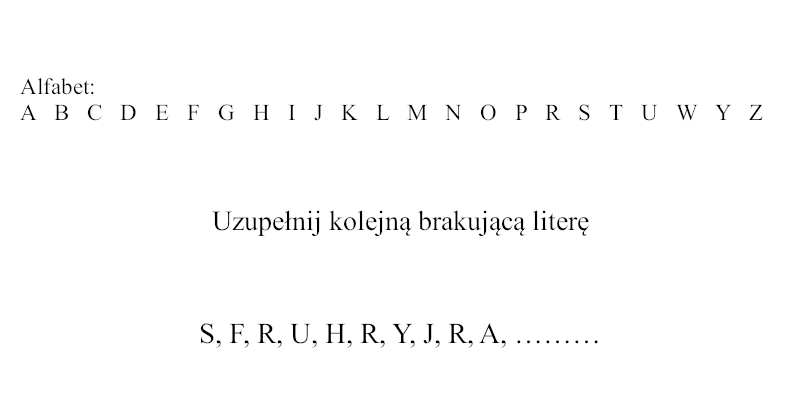 Alfabet:
A B C D E F G H I J K L M N O P R S T U W Y Z
Uzupełnij kolejną brakującą literę
S, F, R, U, H, R, Y, J, R, A, .........